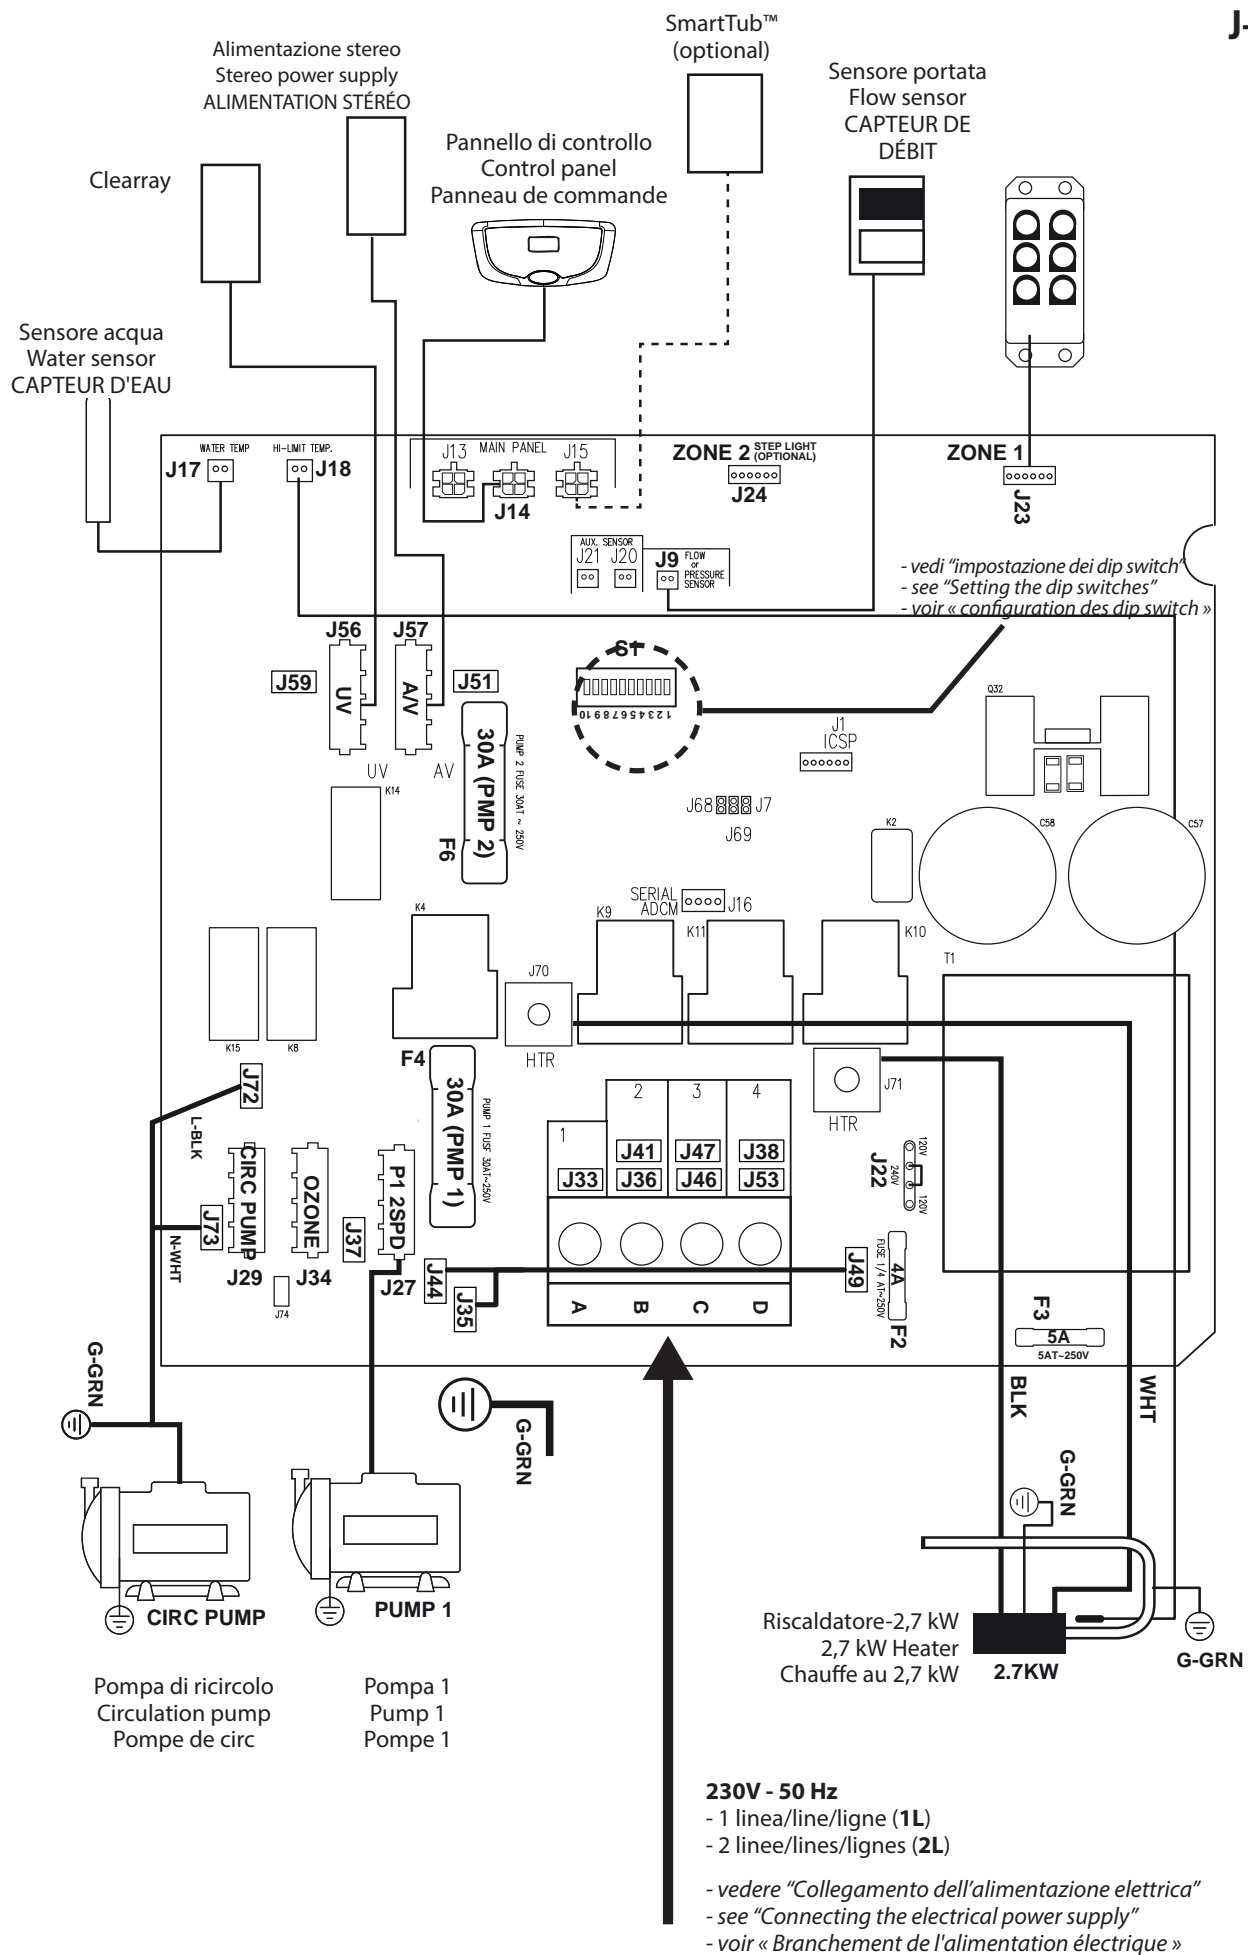 J-
SmartTub™
(optional)
Alimentazione stereo
Stereo power supply
ALIMENTATION STÉRÉO
Sensore portata
Flow sensor
CAPTEUR DE
DÉBIT
Pannello di controllo
Control panel
Panneau de commande
Clearray
Sensore acqua
Water sensor
CAPTEUR D'EAU
WATER TEMP
J17
HI-LIMIT TEMP.
J18
J13
MAIN PANEL
J15
J14
ZONE 2
STEP LIGHT
(OPTIONAL)
J24
ZONE 1
J23
AUX. SENSOR
J21
J20
J9
FLOW
or
PRESSURE
SENSOR
- vedi “impostazione dei dip switch”
- see “Setting the dip switches”
- voir « configuration des dip switch »
J56
J57
J59
UV
A/V
J51
S1
1 2 3 4 5 6 7 8 9 10
Q32
J1
ICSP
UV
AV
K14
30A (PMP 2)
PUMP 2 FUSE 30AT ~ 250V
F6
J68
J7
J69
K2
C58
C57
SERIAL
ADCM
J16
K4
K9
K11
K10
T1
J70
HTR
K15
K8
F4
J71
HTR
J72
30A (PMP 1)
PUMP 1 FUSE 30AT~250V
L-BLK
1
2
3
4
J41
J47
J38
J33
J36
J46
J53
120V
240V
120V
J22
CIRC PUMP
OZONE
P1 2SPD
J73
N-WHT
J37
J29
J34
J27
J74
J44
J35
J49
FUSE 1/4 AT~250V
4A
F2
A
B
C
D
F3
5A
5AT~250V
G-GRN
G-GRN
BLK
WHT
G-GRN
CIRC PUMP
PUMP 1
Riscaldatore-2,7 kW
2,7 kW Heater
Chauffe au 2,7 kW
2.7KW
G-GRN
Pompa di ricircolo
Circulation pump
Pompe de circ
Pompa 1
Pump 1
Pompe 1
230V - 50 Hz
- 1 linea/line/ligne (1L)
- 2 linee/lines/lignes (2L)
- vedere “Collegamento dell’alimentazione elettrica”
- see “Connecting the electrical power supply”
- voir « Branchement de l'alimentation électrique »